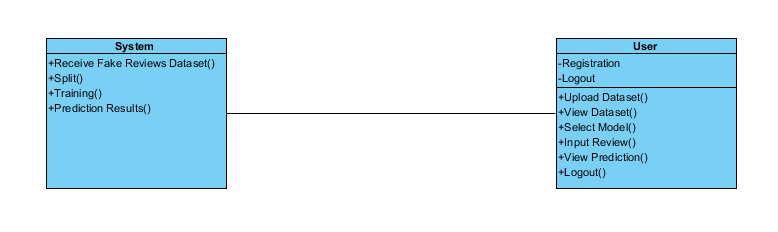 System
+Receive Fake Reviews Dataset()
+Split()
+Training()
+Prediction Results()
User
-Registration
-Logout
+Upload Dataset()
+View Dataset()
+Select Model()
+Input Review()
+View Prediction()
+Logout()